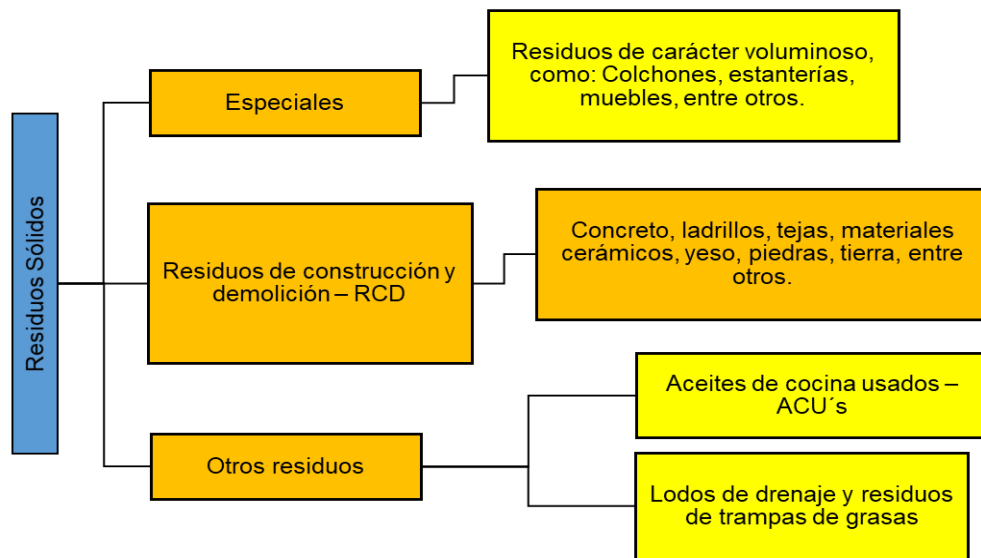 Residuos Sólidos
Especiales
Residuos de carácter voluminoso,
como: Colchones, estanterías,
muebles, entre otros.
Residuos de construcción y
demolición – RCD
Concreto, ladrillos, tejas, materiales
cerámicos, yeso, piedras, tierra, entre
otros.
Otros residuos
Aceites de cocina usados –
ACU´s
Lodos de drenaje y residuos
de trampas de grasas